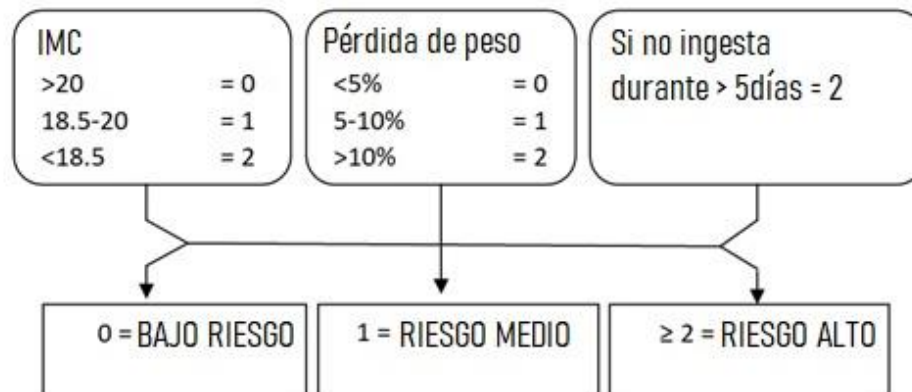 IMC
>20 = 0
18.5-20 = 1
<18.5 = 2
Pérdida de peso
<5% = 0
5-10% = 1
>10% = 2
Si no ingesta
durante > 5días = 2
0 = BAJO RIESGO
1 = RIESGO MEDIO
≥ 2 = RIESGO ALTO